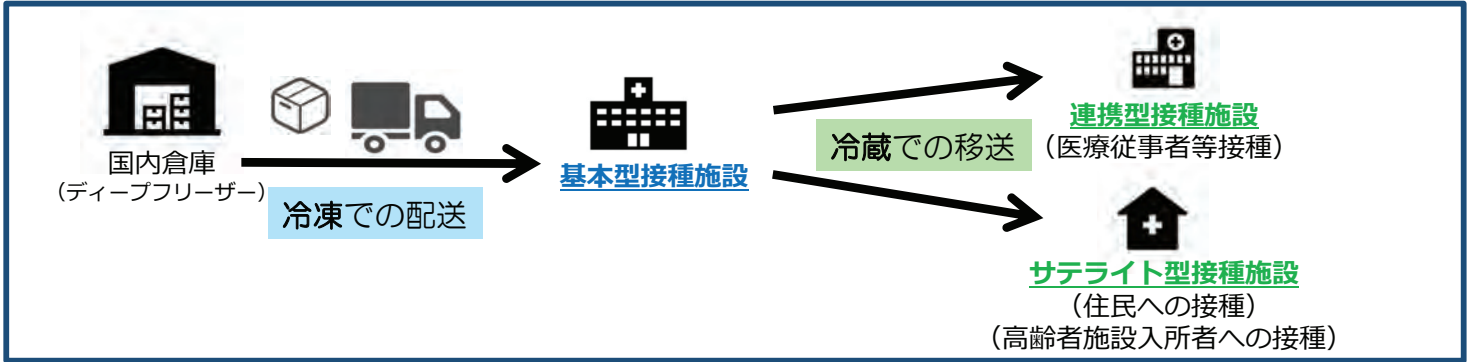 国内倉庫
（ディープフリーザー）
冷凍での配送
基本型接種施設
冷蔵での移送
連携型接種施設
（医療従事者等接種）
サテライト型接種施設
（住民への接種）
（高齢者施設入所者への接種）